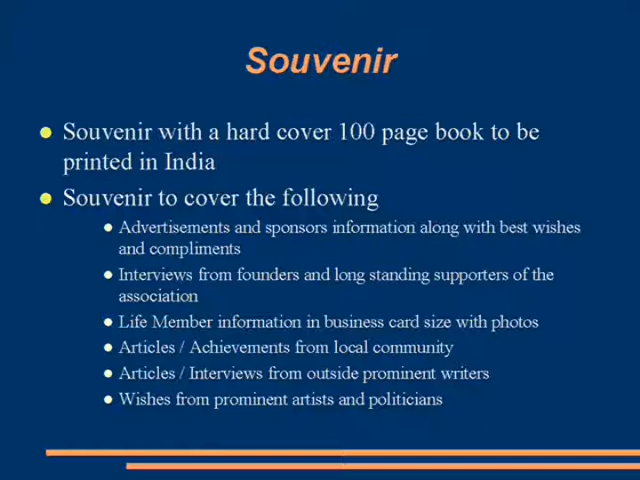 Souvenir
Souvenir with a hard cover 100 page book to be
printed in India
Souvenir to cover the following
Advertisements and sponsors information along with best wishes
and compliments
Interviews from founders and long standing supporters of the
association
Life Member information in business card size with photos
Articles / Achievements from local community
Articles / Interviews from outside prominent writers
Wishes from prominent artists and politicians